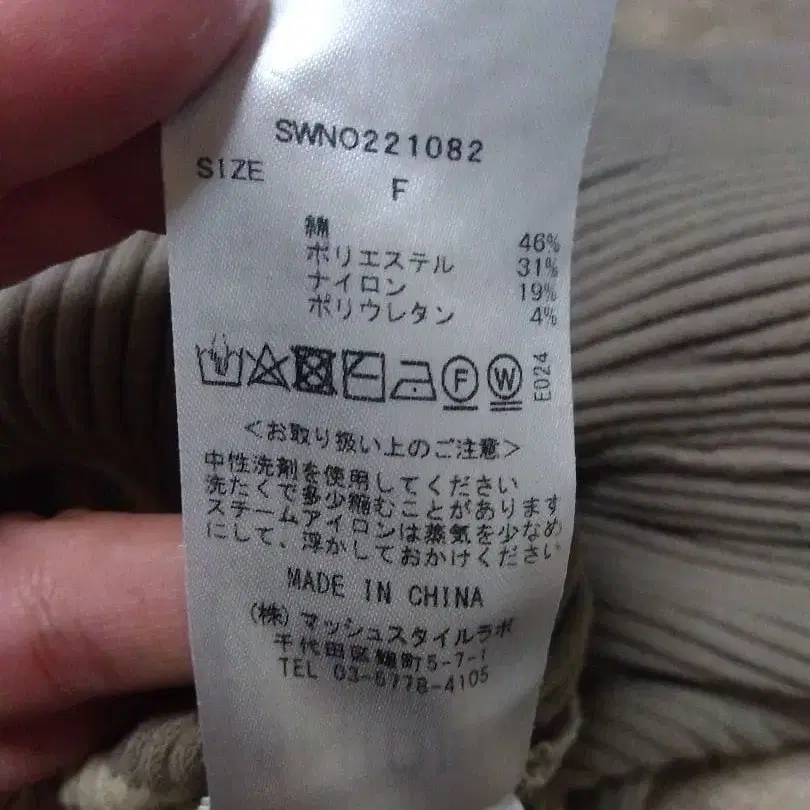 SWNO221082
SIZE F
綿 46%
ポリエステル 31%
ナイロン 19%
ポリウレタン 4%
F W E024
＜お取り扱い上のご注意＞
中性洗剤を使用してください
洗たくで多少縮むことがあります
スチームアイロンは蒸気を少なめ
にして、浮かしておかけください
MADE IN CHINA
(株)マッシュスタイルラボ
千代田区麹町5-7-1
TEL 03-6778-4105